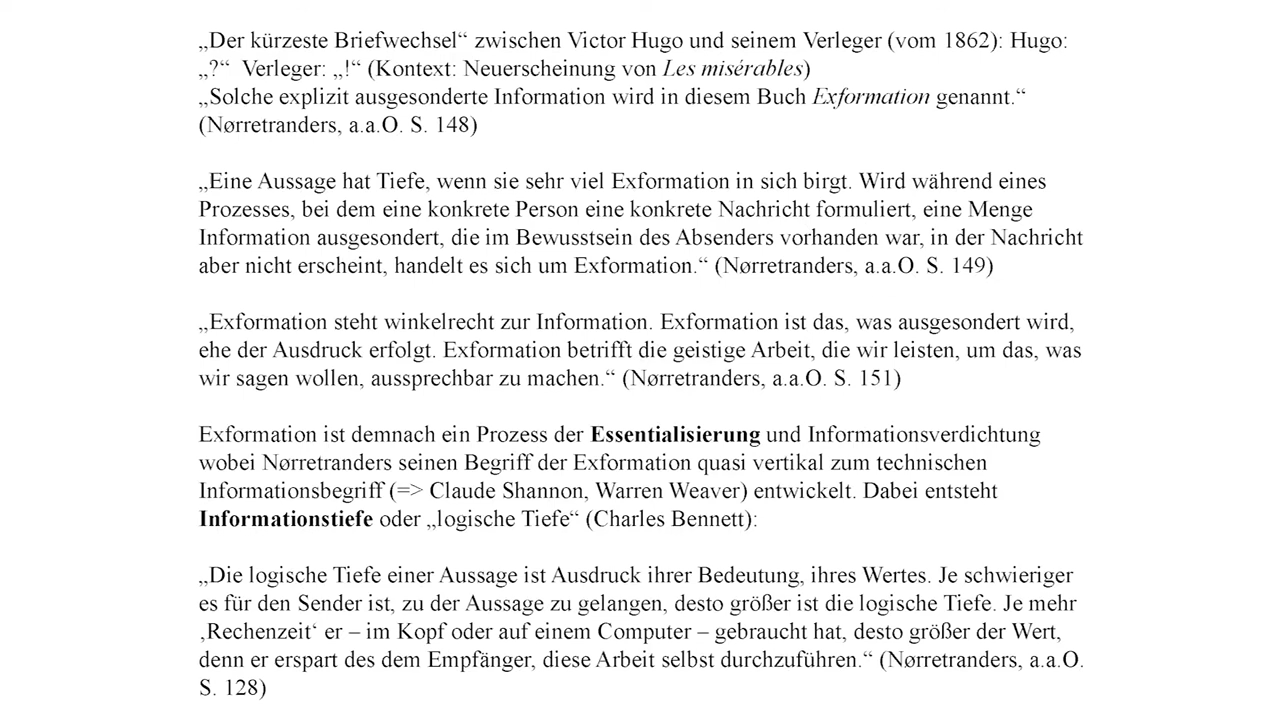 „Der kürzeste Briefwechsel“ zwischen Victor Hugo und seinem Verleger (vom 1862): Hugo:
„?“ Verleger: „!“ (Kontext: Neuerscheinung von Les misérables)
„Solche explizit ausgesonderte Information wird in diesem Buch Exformation genannt.“
(Nørretranders, a.a.O. S. 148)
„Eine Aussage hat Tiefe, wenn sie sehr viel Exformation in sich birgt. Wird während eines
Prozesses, bei dem eine konkrete Person eine konkrete Nachricht formuliert, eine Menge
Information ausgesondert, die im Bewusstsein des Absenders vorhanden war, in der Nachricht
aber nicht erscheint, handelt es sich um Exformation.“ (Nørretranders, a.a.O. S. 149)
„Exformation steht winkelrecht zur Information. Exformation ist das, was ausgesondert wird,
ehe der Ausdruck erfolgt. Exformation betrifft die geistige Arbeit, die wir leisten, um das, was
wir sagen wollen, aussprechbar zu machen.“ (Nørretranders, a.a.O. S. 151)
Exformation ist demnach ein Prozess der Essentialisierung und Informationsverdichtung
wobei Nørretranders seinen Begriff der Exformation quasi vertikal zum technischen
Informationsbegriff (=> Claude Shannon, Warren Weaver) entwickelt. Dabei entsteht
Informationstiefe oder „logische Tiefe“ (Charles Bennett):
„Die logische Tiefe einer Aussage ist Ausdruck ihrer Bedeutung, ihres Wertes. Je schwieriger
es für den Sender ist, zu der Aussage zu gelangen, desto größer ist die logische Tiefe. Je mehr
‚Rechenzeit‘ er – im Kopf oder auf einem Computer – gebraucht hat, desto größer der Wert,
denn er erspart des dem Empfänger, diese Arbeit selbst durchzuführen.“ (Nørretranders, a.a.O.
S. 128)